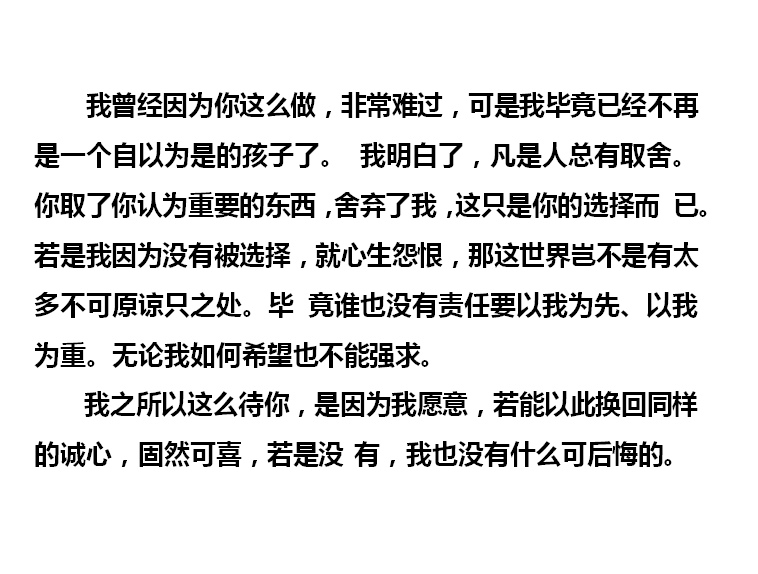 我曾经因为你这么做，非常难过，可是我毕竟已经不再
是一个自以为是的孩子了。 我明白了，凡是人总有取舍。
你取了你认为重要的东西，舍弃了我，这只是你的选择而 已。
若是我因为没有被选择，就心生怨恨，那这世界岂不是有太
多不可原谅只之处。毕 竟谁也没有责任要以我为先、以我
为重。无论我如何希望也不能强求。
我之所以这么待你，是因为我愿意，若能以此换回同样
的诚心，固然可喜，若是没 有，我也没有什么可后悔的。